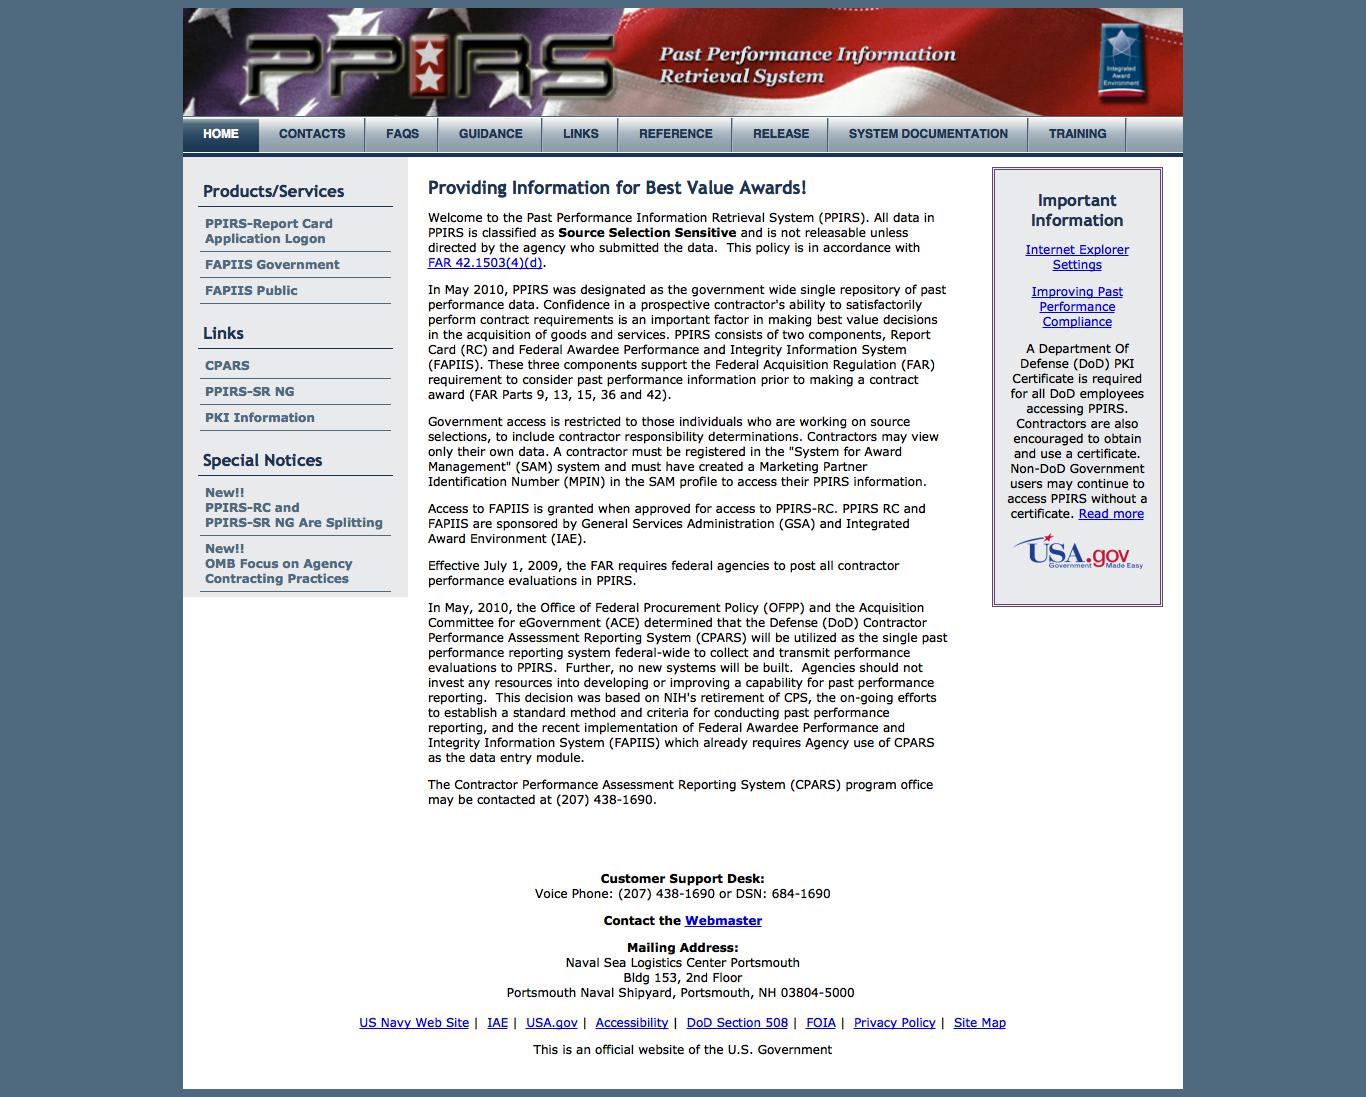 PPIRS
Past Performance Information
Retrieval System
Integrated
Award
Environment
HOME
CONTACTS
FAQS
GUIDANCE
LINKS
REFERENCE
RELEASE
SYSTEM DOCUMENTATION
TRAINING
Products/Services
PPIRS-Report Card
Application Logon
FAPIIS Government
FAPIIS Public
Links
CPARS
PPIRS-SR NG
PKI Information
Special Notices
New!!
PPIRS-RC and
PPIRS-SR NG Are Splitting
New!!
OMB Focus on Agency
Contracting Practices
Providing Information for Best Value Awards!
Welcome to the Past Performance Information Retrieval System (PPIRS). All data in
PPIRS is classified as Source Selection Sensitive and is not releasable unless
directed by the agency who submitted the data.  This policy is in accordance with
FAR 42.1503(4)(d).
In May 2010, PPIRS was designated as the government wide single repository of past
performance data. Confidence in a prospective contractor's ability to satisfactorily
perform contract requirements is an important factor in making best value decisions
in the acquisition of goods and services. PPIRS consists of two components, Report
Card (RC) and Federal Awardee Performance and Integrity Information System
(FAPIIS). These three components support the Federal Acquisition Regulation (FAR)
requirement to consider past performance information prior to making a contract
award (FAR Parts 9, 13, 15, 36 and 42).
Government access is restricted to those individuals who are working on source
selections, to include contractor responsibility determinations. Contractors may view
only their own data. A contractor must be registered in the "System for Award
Management" (SAM) system and must have created a Marketing Partner
Identification Number (MPIN) in the SAM profile to access their PPIRS information.
Access to FAPIIS is granted when approved for access to PPIRS-RC. PPIRS RC and
FAPIIS are sponsored by General Services Administration (GSA) and Integrated
Award Environment (IAE).
Effective July 1, 2009, the FAR requires federal agencies to post all contractor
performance evaluations in PPIRS.
In May, 2010, the Office of Federal Procurement Policy (OFPP) and the Acquisition
Committee for eGovernment (ACE) determined that the Defense (DoD) Contractor
Performance Assessment Reporting System (CPARS) will be utilized as the single past
performance reporting system federal-wide to collect and transmit performance
evaluations to PPIRS.  Further, no new systems will be built.  Agencies should not
invest any resources into developing or improving a capability for past performance
reporting.  This decision was based on NIH's retirement of CPS, the on-going efforts
to establish a standard method and criteria for conducting past performance
reporting, and the recent implementation of Federal Awardee Performance and
Integrity Information System (FAPIIS) which already requires Agency use of CPARS
as the data entry module.
The Contractor Performance Assessment Reporting System (CPARS) program office
may be contacted at (207) 438-1690.
Important
Information
Internet Explorer
Settings
Improving Past
Performance
Compliance
A Department Of
Defense (DoD) PKI
Certificate is required
for all DoD employees
accessing PPIRS.
Contractors are also
encouraged to obtain
and use a certificate.
Non-DoD Government
users may continue to
access PPIRS without a
certificate. Read more
USA.gov
Government Made Easy
Customer Support Desk:
Voice Phone: (207) 438-1690 or DSN: 684-1690
Contact the Webmaster
Mailing Address:
Naval Sea Logistics Center Portsmouth
Bldg 153, 2nd Floor
Portsmouth Naval Shipyard, Portsmouth, NH 03804-5000
US Navy Web Site | IAE | USA.gov | Accessibility | DoD Section 508 | FOIA | Privacy Policy | Site Map
This is an official website of the U.S. Government